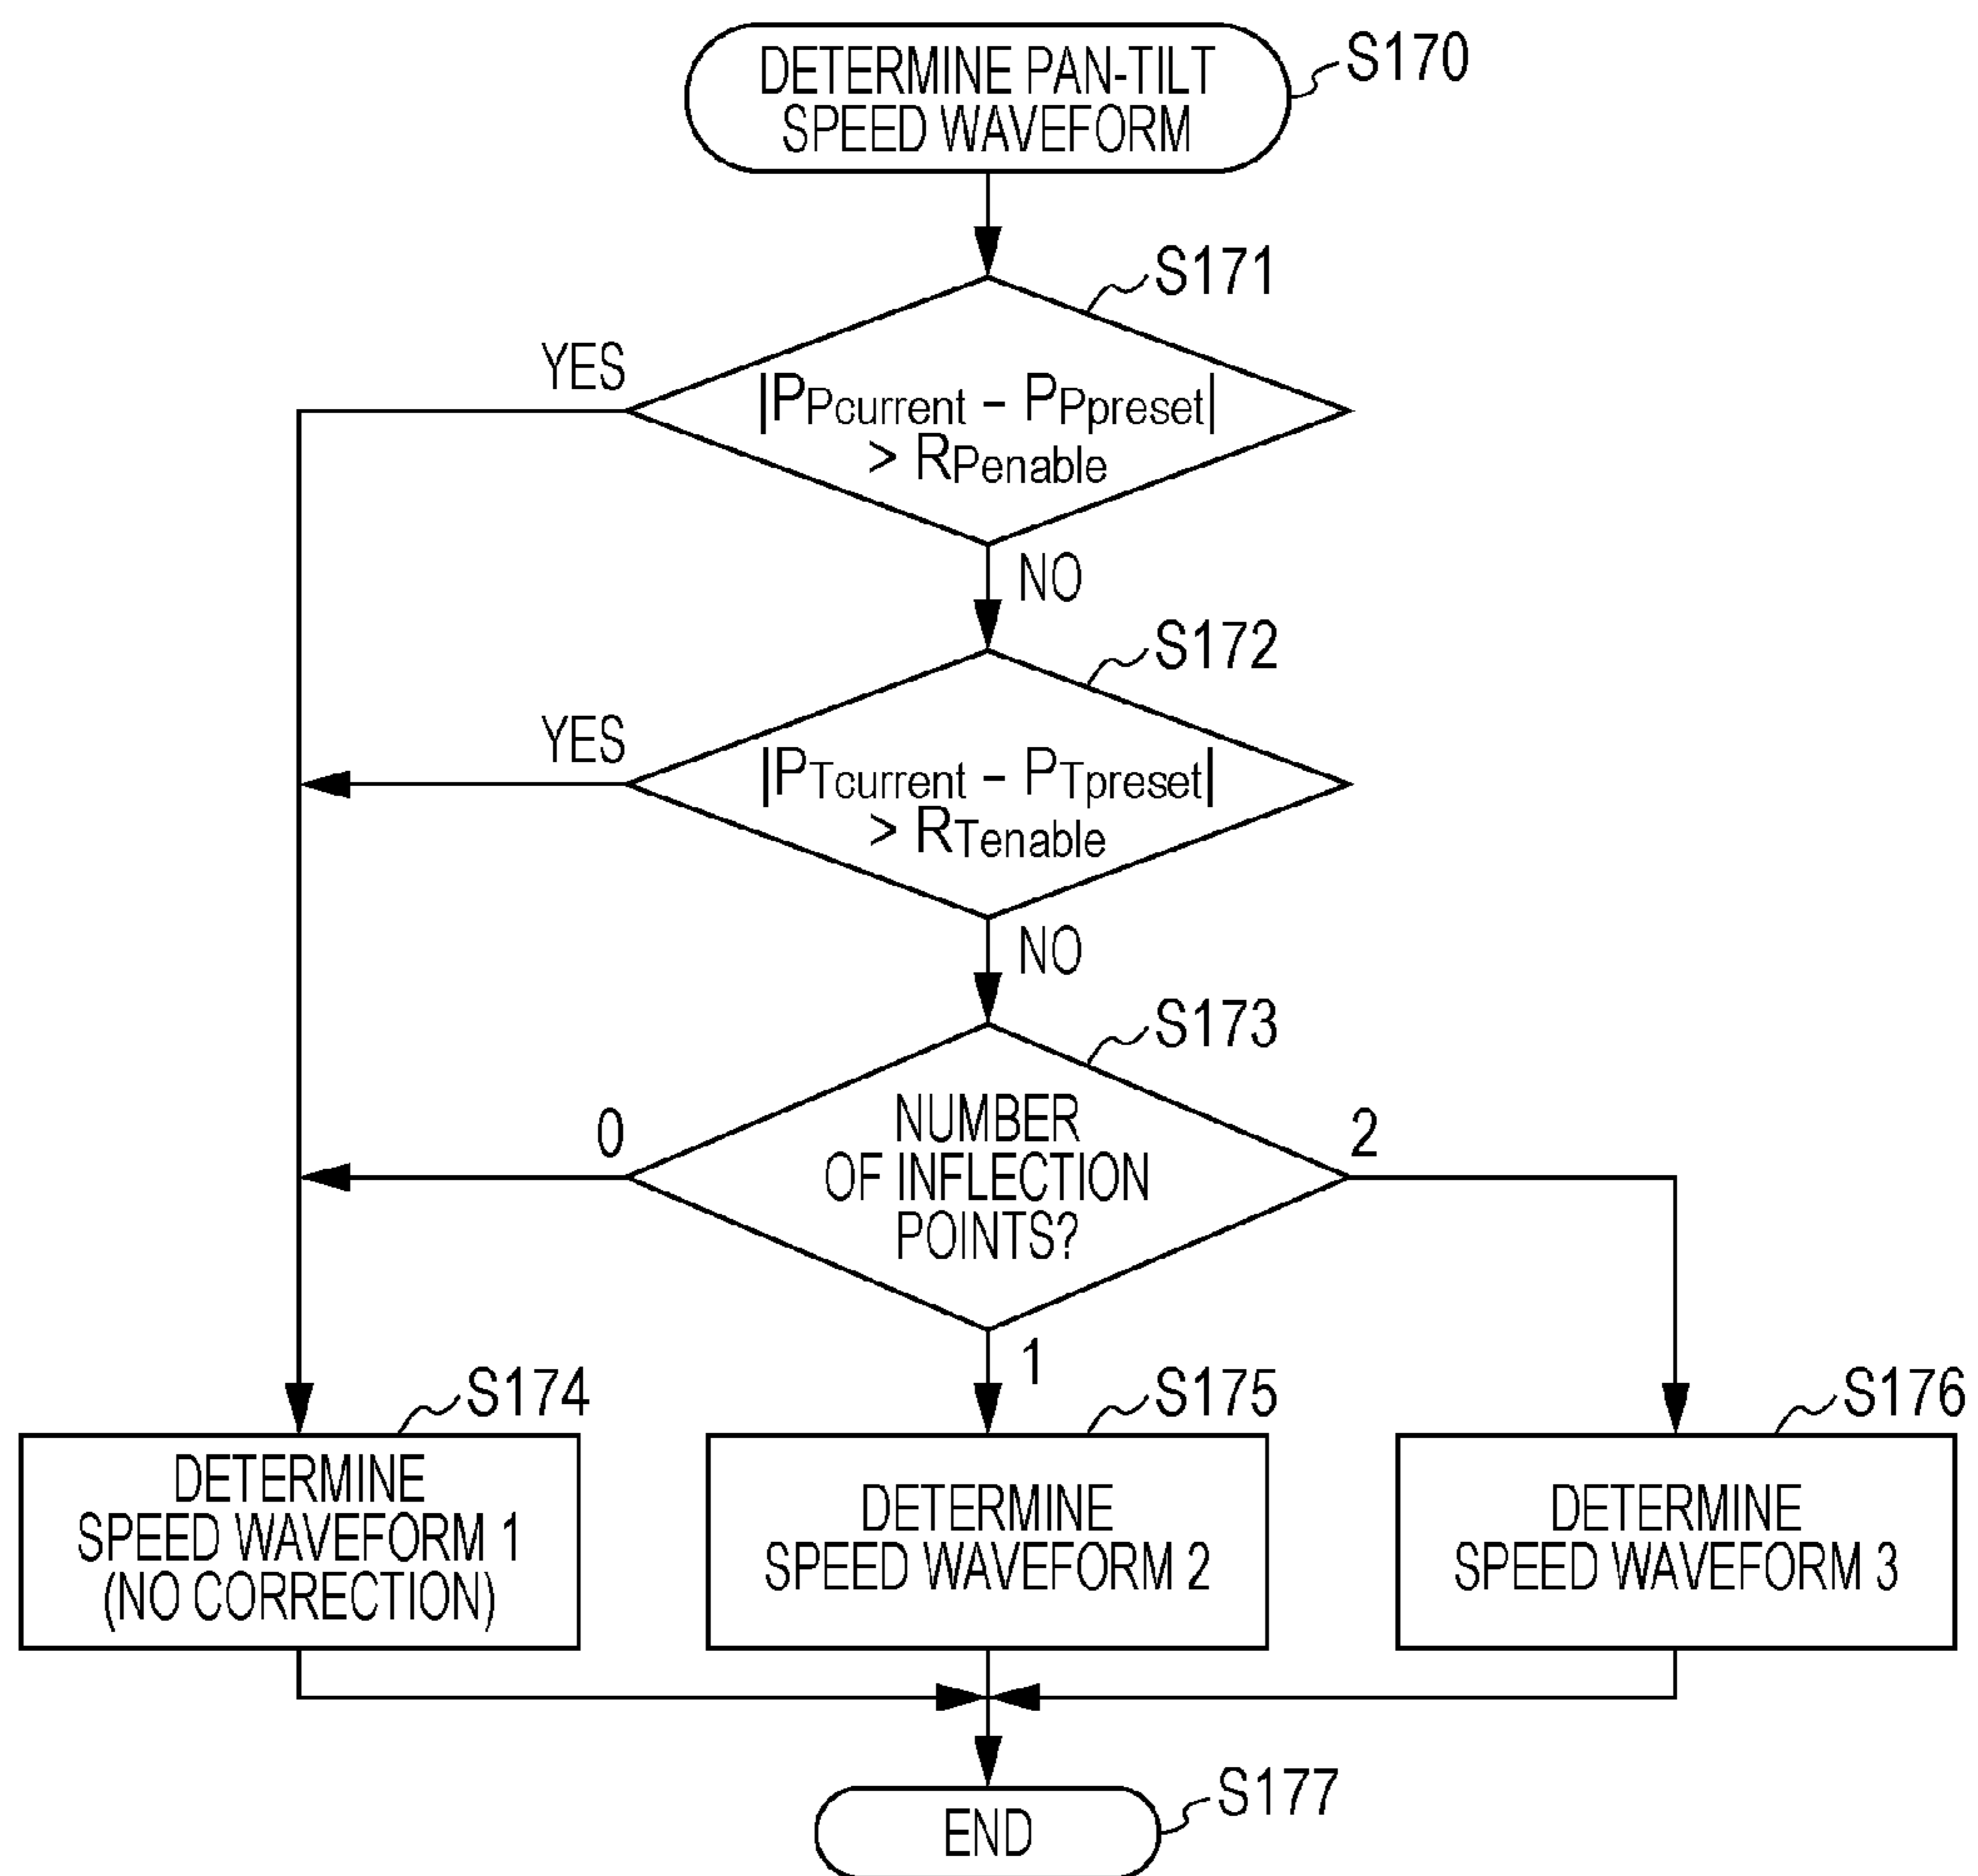 DETERMINE PAN-TILT
SPEED WAVEFORM
S170
S171
YES
|PPcurrent – PPpreset|
> RPenable
NO
S172
YES
|PTcurrent – PTpreset|
> RTenable
NO
S173
0
NUMBER
OF INFLECTION
POINTS?
2
1
S174
DETERMINE
SPEED WAVEFORM 1
(NO CORRECTION)
S175
DETERMINE
SPEED WAVEFORM 2
S176
DETERMINE
SPEED WAVEFORM 3
END
S177